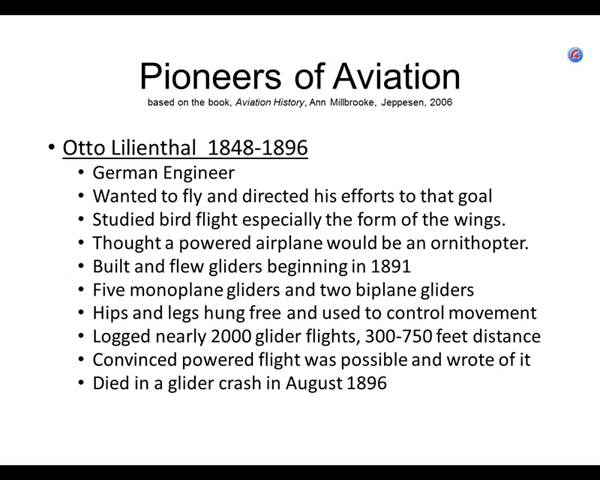 Pioneers of Aviation
based on the book, Aviation History, Ann Millbrooke, Jeppesen, 2006
• Otto Lilienthal 1848-1896
• German Engineer
• Wanted to fly and directed his efforts to that goal
• Studied bird flight especially the form of the wings.
• Thought a powered airplane would be an ornithopter.
• Built and flew gliders beginning in 1891
• Five monoplane gliders and two biplane gliders
• Hips and legs hung free and used to control movement
• Logged nearly 2000 glider flights, 300-750 feet distance
• Convinced powered flight was possible and wrote of it
• Died in a glider crash in August 1896